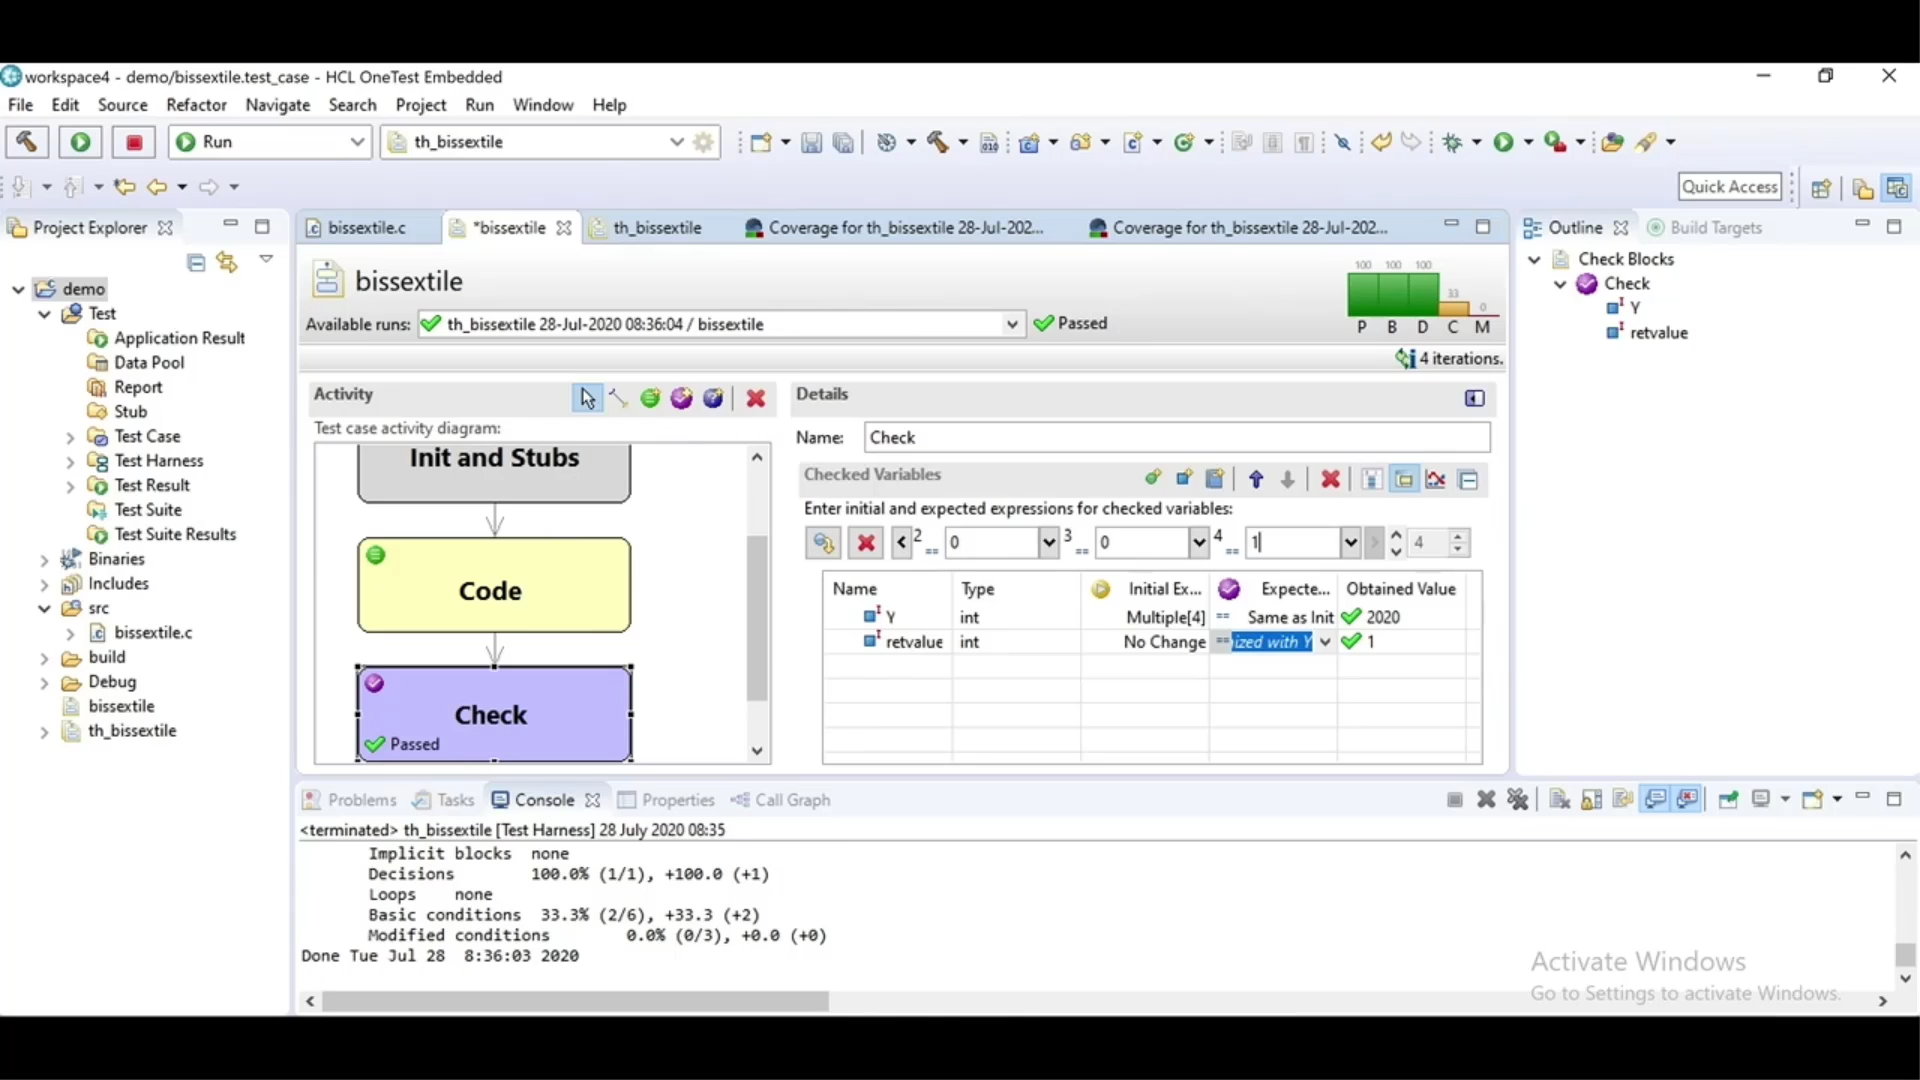 workspace4 - demo/bissextile.test_case - HCL OneTest Embedded
File Edit Source Refactor Navigate Search Project Run Window Help
Run
th_bissextile
010
Quick Access
Project Explorer
demo
Test
Application Result
Data Pool
Report
Stub
Test Case
Test Harness
Test Result
Test Suite
Test Suite Results
Binaries
Includes
src
bissextile.c
build
Debug
bissextile
th_bissextile
bissextile.c
*bissextile
th_bissextile
Coverage for th_bissextile 28-Jul-202...
Coverage for th_bissextile 28-Jul-202...
bissextile
100 100 100 33 0
P B D C M
Available runs:
th_bissextile 28-Jul-2020 08:36:04 / bissextile
Passed
4 iterations.
Activity
Test case activity diagram:
Init and Stubs
Code
Check
Passed
Details
Name:
Check
Checked Variables
Enter initial and expected expressions for checked variables:
2 == 0 3 == 0 4 == 1 4
Name Type Initial Ex... Expecte... Obtained Value
Y int Multiple[4] == Same as Init 2020
retvalue int No Change == ized with Y 1
Outline
Build Targets
Check Blocks
Check
Y
retvalue
Problems Tasks Console Properties Call Graph
<terminated> th_bissextile [Test Harness] 28 July 2020 08:35
Implicit blocks none
Decisions 100.0% (1/1), +100.0 (+1)
Loops none
Basic conditions 33.3% (2/6), +33.3 (+2)
Modified conditions 0.0% (0/3), +0.0 (+0)
Done Tue Jul 28 8:36:03 2020
Activate Windows
Go to Settings to activate Windows.